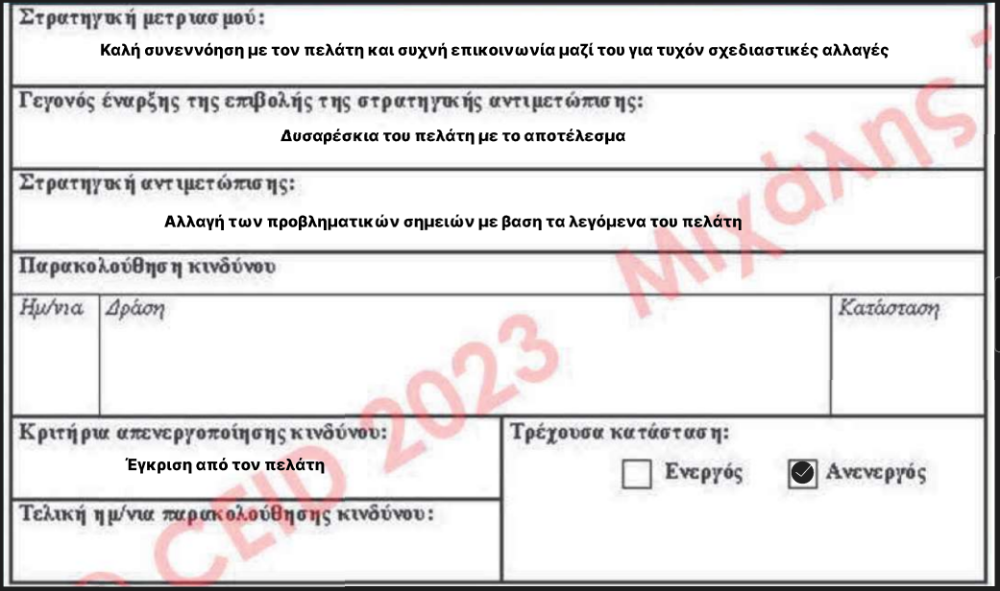 Στρατηγική μετριασμού:
Καλή συνεννόηση με τον πελάτη και συχνή επικοινωνία μαζί του για τυχόν σχεδιαστικές αλλαγές
Γεγονός έναρξης της επιβολής της στρατηγικής αντιμετώπισης:
Δυσαρέσκια του πελάτη με το αποτέλεσμα
Στρατηγική αντιμετώπισης:
Αλλαγή των προβληματικών σημειών με βαση τα λεγόμενα του πελάτη
Παρακολούθηση κινδύνου
Ημ/νια Δράση Κατάσταση
Κριτήρια απενεργοποίησης κινδύνου:
Έγκριση από τον πελάτη
Τρέχουσα κατάσταση:
Ενεργός Ανενεργός
Τελική ημ/νια παρακολούθησης κινδύνου:
CEID 2023 Μιχάλης